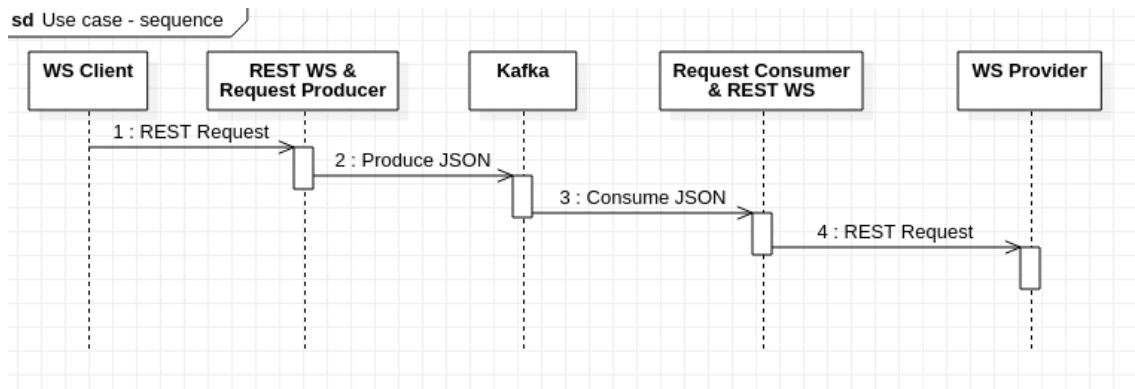 sd Use case - sequence
WS Client
REST WS &
Request Producer
Kafka
Request Consumer
& REST WS
WS Provider
1 : REST Request
2 : Produce JSON
3 : Consume JSON
4 : REST Request